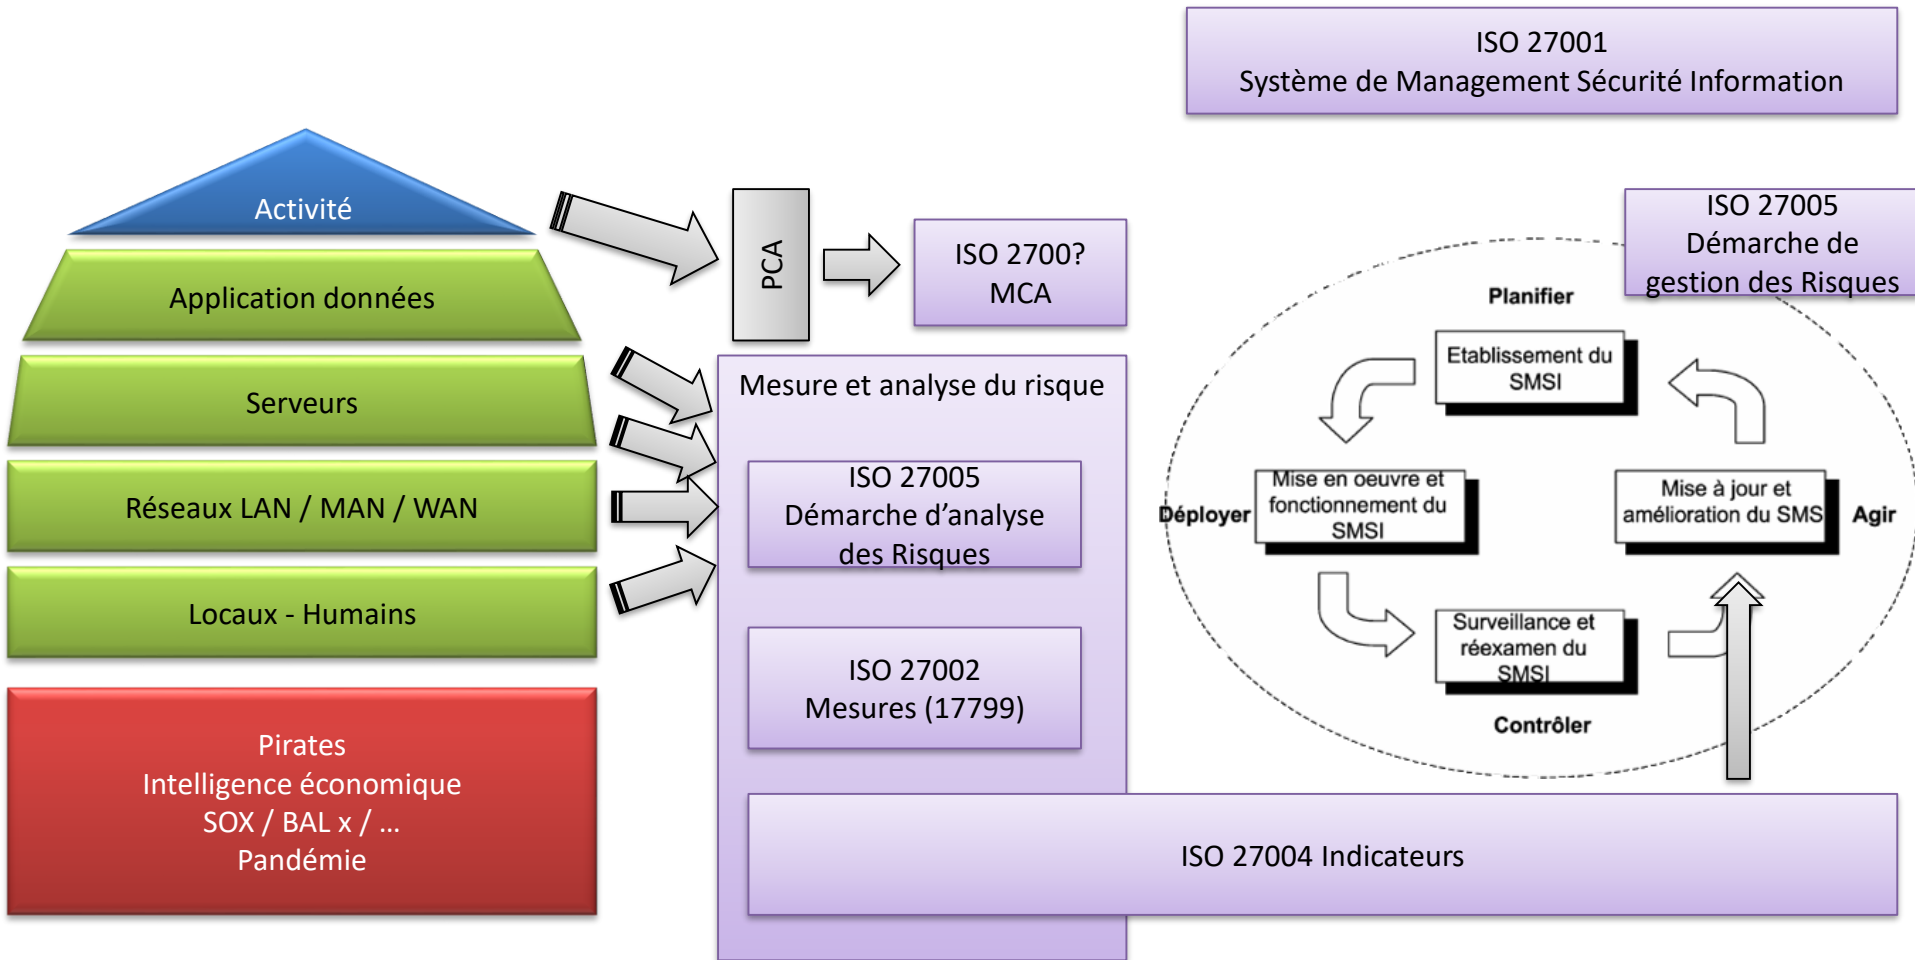 ISO 27001
Système de Management Sécurité Information
Activité
Application données
Serveurs
Réseaux LAN / MAN / WAN
Locaux - Humains
Pirates
Intelligence économique
SOX / BAL x / ...
Pandémie
PCA
ISO 2700?
MCA
Mesure et analyse du risque
ISO 27005
Démarche d’analyse
des Risques
ISO 27002
Mesures (17799)
ISO 27004 Indicateurs
ISO 27005
Démarche de
gestion des Risques
Planifier
Etablissement du
SMSI
Déployer
Mise en oeuvre et
fonctionnement du
SMSI
Mise à jour et
amélioration du SMS
Agir
Surveillance et
réexamen du
SMSI
Contrôler